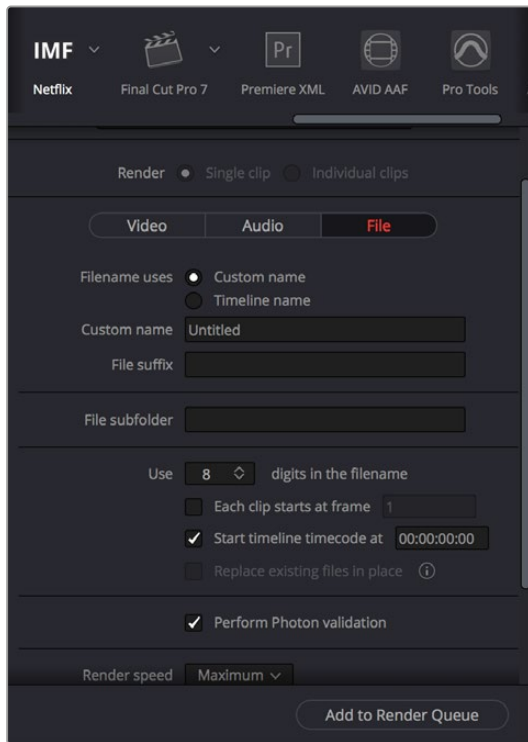 IMF
Pr
Netflix Final Cut Pro 7 Premiere XML AVID AAF Pro Tools
Render Single clip Individual clips
Video Audio File
Filename uses Custom name
Timeline name
Custom name Untitled
File suffix
File subfolder
Use 8 digits in the filename
Each clip starts at frame 1
Start timeline timecode at 00:00:00:00
Replace existing files in place
Perform Photon validation
Render speed Maximum
Add to Render Queue